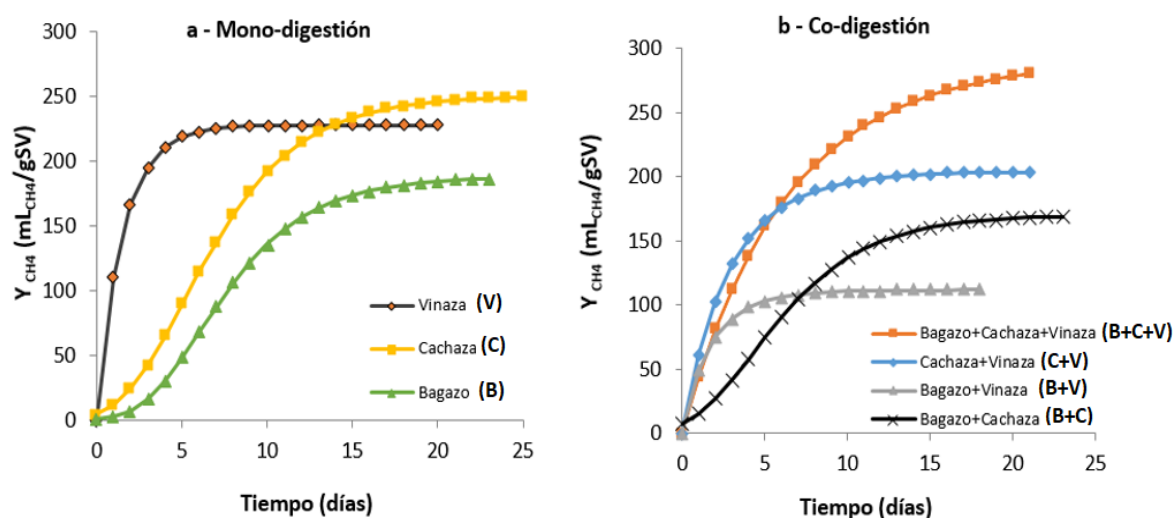 a - Mono-digestión
Y CH4 (mLCH4/gSV)
300
250
200
150
100
50
0
0 5 10 15 20 25
Tiempo (días)
Vinaza (V)
Cachaza (C)
Bagazo (B)
b - Co-digestión
Y CH4 (mLCH4/gSV)
300
250
200
150
100
50
0
0 5 10 15 20 25
Tiempo (días)
Bagazo+Cachaza+Vinaza (B+C+V)
Cachaza+Vinaza (C+V)
Bagazo+Vinaza (B+V)
Bagazo+Cachaza (B+C)